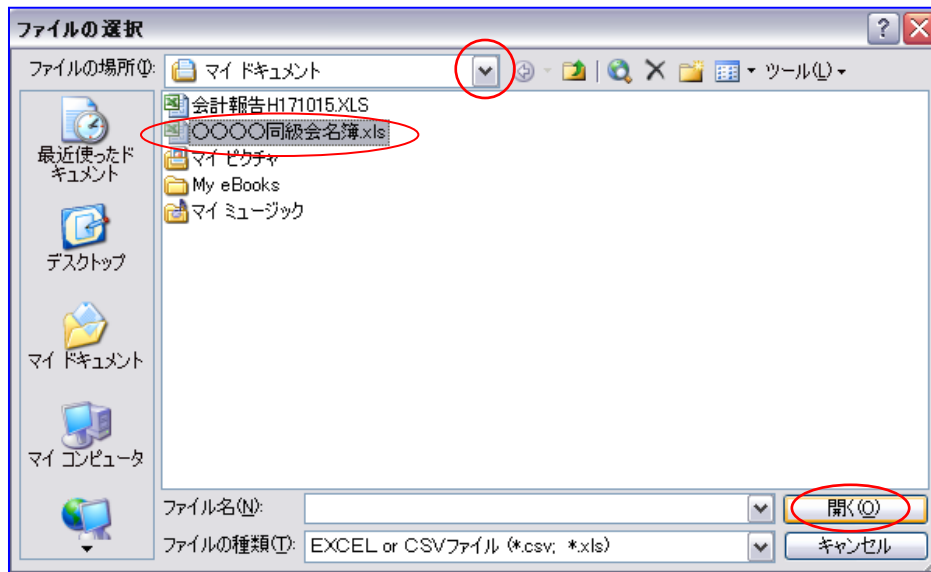 ファイルの選択
ファイルの場所(I):
マイ ドキュメント
ツール(L)
会計報告H171015.XLS
〇〇〇〇同級会名簿.xls
マイ ピクチャ
My eBooks
マイ ミュージック
最近使ったド
キュメント
デスクトップ
マイ ドキュメント
マイ コンピュータ
ファイル名(N):
開く(O)
ファイルの種類(T):
EXCEL or CSVファイル (*.csv; *.xls)
キャンセル